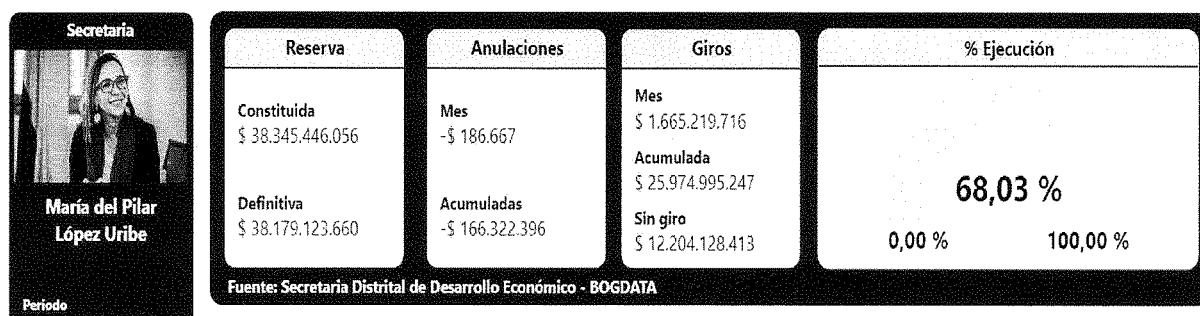 Secretaria
María del Pilar
López Uribe
Periodo
Reserva
Constituida
$ 38.345.446.056
Definitiva
$ 38.179.123.660
Anulaciones
Mes
-$ 186.667
Acumuladas
-$ 166.322.396
Giros
Mes
$ 1.665.219.716
Acumulada
$ 25.974.995.247
Sin giro
$ 12.204.128.413
% Ejecución
68,03 %
0,00 %
100,00 %
Fuente: Secretaria Distrital de Desarrollo Económico - BOGDATA